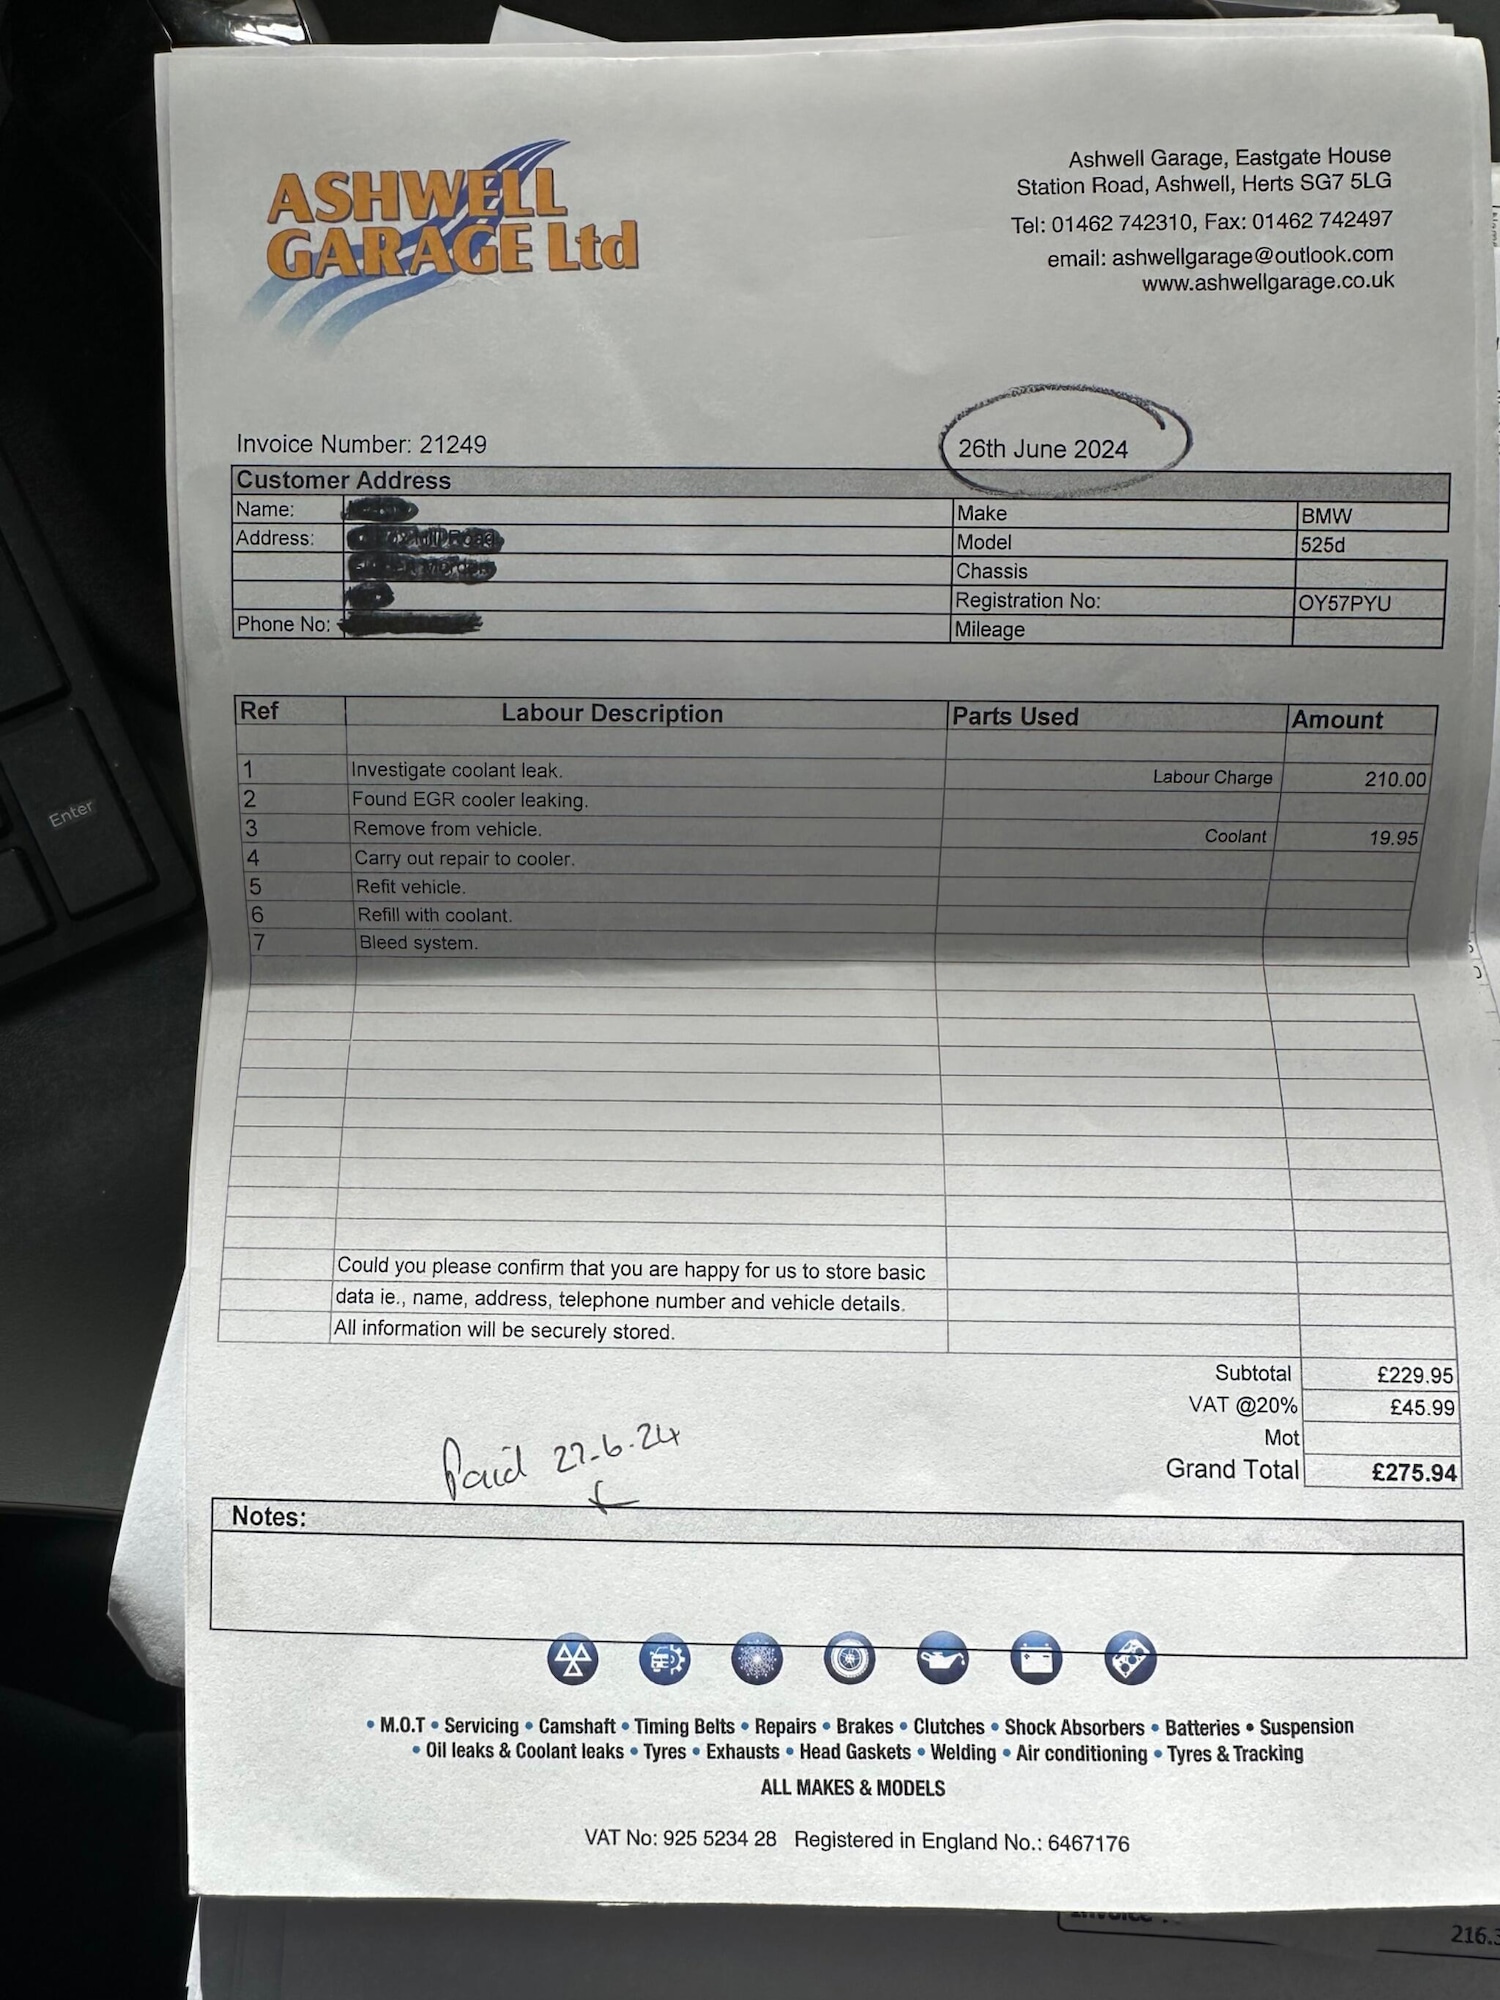 ASHWELL
GARAGE Ltd
Ashwell Garage, Eastgate House
Station Road, Ashwell, Herts SG7 5LG
Tel: 01462 742310, Fax: 01462 742497
email: ashwellgarage@outlook.com
www.ashwellgarage.co.uk
Invoice Number: 21249
26th June 2024
Customer Address
Name:
Make BMW
Address:
Model 525d
Chassis
Registration No: OY57PYU
Phone No:
Mileage
Ref Labour Description Parts Used Amount
1 Investigate coolant leak. Labour Charge 210.00
2 Found EGR cooler leaking.
3 Remove from vehicle. Coolant 19.95
4 Carry out repair to cooler.
5 Refit vehicle.
6 Refill with coolant.
7 Bleed system.
Could you please confirm that you are happy for us to store basic
data ie., name, address, telephone number and vehicle details.
All information will be securely stored.
Subtotal £229.95
VAT @20% £45.99
Mot
Grand Total £275.94
Paid 27-6-24
Notes:
• M.O.T • Servicing • Camshaft • Timing Belts • Repairs • Brakes • Clutches • Shock Absorbers • Batteries • Suspension
• Oil leaks & Coolant leaks • Tyres • Exhausts • Head Gaskets • Welding • Air conditioning • Tyres & Tracking
ALL MAKES & MODELS
VAT No: 925 5234 28 Registered in England No.: 6467176
Enter